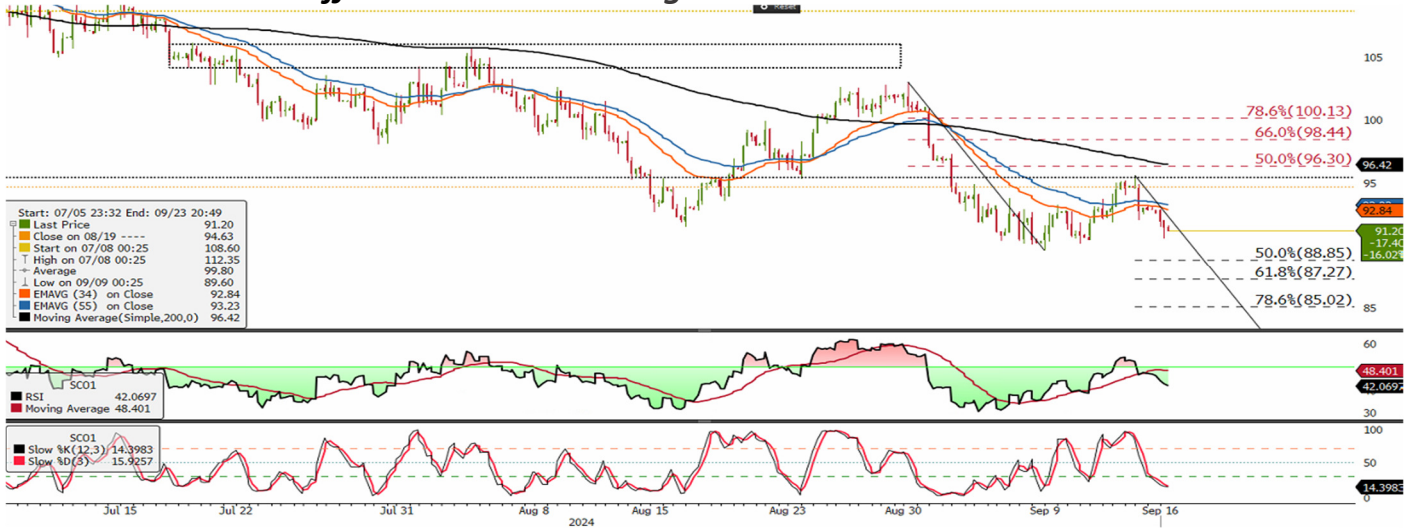 Reset
105
100
95
85
78.6%(100.13)
66.0%(98.44)
50.0%(96.30)
96.42
92.84
91.20
-17.40
-16.02%
50.0%(88.85)
61.8%(87.27)
78.6%(85.02)
Start: 07/05 23:32 End: 09/23 20:49
Last Price 91.20
Close on 08/19 ---- 94.63
Start on 07/08 00:25 108.60
High on 07/08 00:25 112.35
Average 99.80
Low on 09/09 00:25 89.60
EMAVG (34) on Close 92.84
EMAVG (55) on Close 93.23
Moving Average(Simple,200,0) 96.42
60
48.401
42.0697
30
SC01
RSI 42.0697
Moving Average 48.401
100
50
14.3983
0
SC01
Slow %K(12,3) 14.3983
Slow %D(3) 15.9257
Jul 15 Jul 22 Jul 31 Aug 8 Aug 15 Aug 23 Aug 30 Sep 9 Sep 16
2024